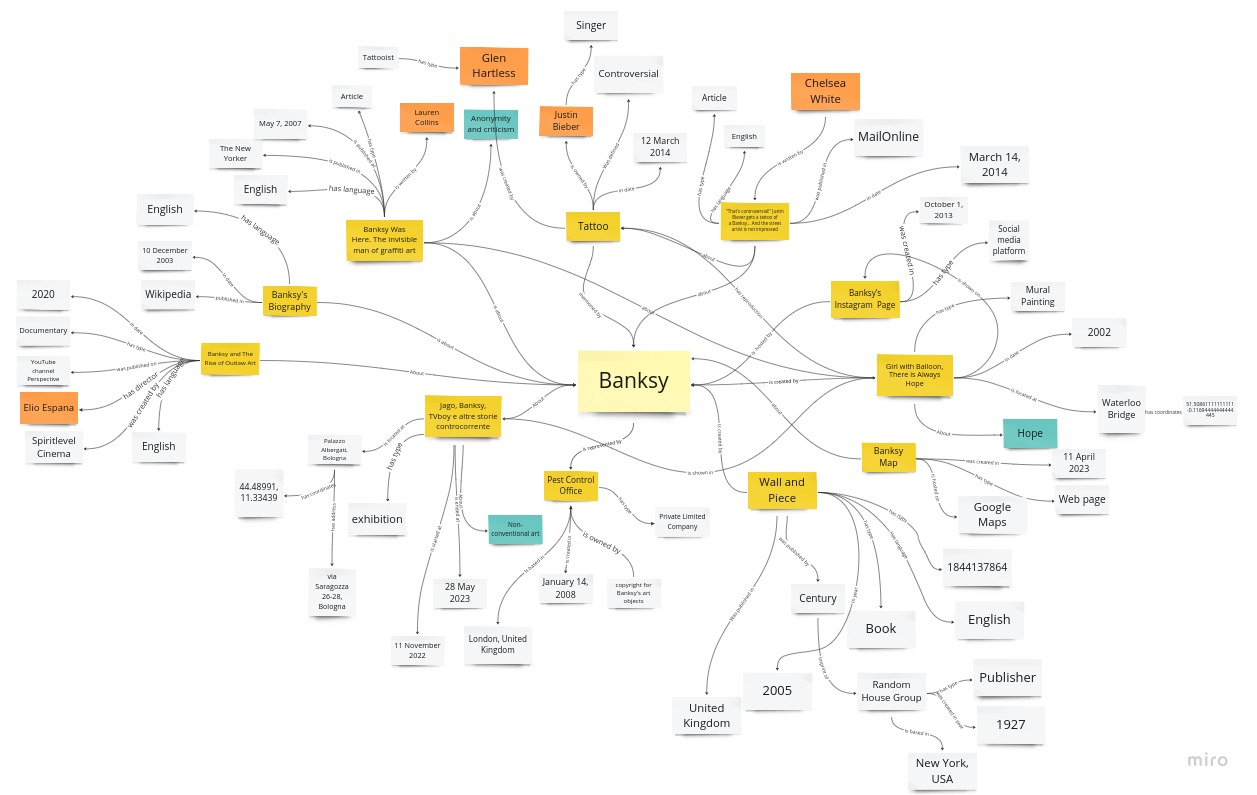 Singer
Tattooist
has type
Glen
Hartless
has type
Controversial
Chelsea
White
Article
Lauren
Collins
Anonymity
and criticism
Justin
Bieber
Article
May 7, 2007
has type
is published at
is written by
was created by
is owned by
Was defined
12 March
2014
in date
English
is written by
MailOnline
The New
Yorker
is published in
English
has language
is about
has type
has language
was published in
in date
March 14,
2014
English
has language
Banksy Was
Here. The invisible
man of graffiti art
Tattoo
"That's controversial!" Justin
Bieber gets a tattoo of
a Banksy... And the street
artist is not impressed
October 1,
2013
was created in
Social
media
platform
has type
10 December
2003
in date
Wikipedia
published in
Banksy's
Biography
mentioned by
about
about
about
has reproduction
Banksy's
Instagram Page
is shown on
Mural
Painting
has type
2020
in date
Documentary
has type
YouTube
channel
Perspective
was published on
Banksy and The
Rise of Outlaw Art
is about
is about
About
is hosted by
Girl with Balloon,
There is Always
Hope
in date
2002
has director
has language
was created by
Elio Espana
Spiritlevel
Cinema
English
Banksy
is created by
is located at
Waterloo
Bridge
has coordinates
51.50861111111111
-0.11694444444444
445
Jago, Banksy,
TVboy e altre storie
controcorrente
About
about
is created by
About
Hope
is located at
Palazzo
Albergati,
Bologna
has type
is represented by
is shown in
Banksy
Map
was created in
11 April
2023
has type
Web page
is hosted on
Google
Maps
44.48991,
11.33439
has coordinates
has address
exhibition
is started at
is ended at
About
Non-
conventional art
Pest Control
Office
has type
Private Limited
Company
Wall and
Piece
has ISBN
1844137864
is based in
is created in
is owned by
has type
has language
was published by
via
Saragozza
26-28,
Bologna
28 May
2023
January 14,
2008
copyright for
Banksy's art
objects
Was published in
Century
in year
Book
English
11 November
2022
London, United
Kingdom
imprint of
United
Kingdom
2005
Random
House Group
has type
Publisher
was created in year
1927
is based in
New York,
USA
miro